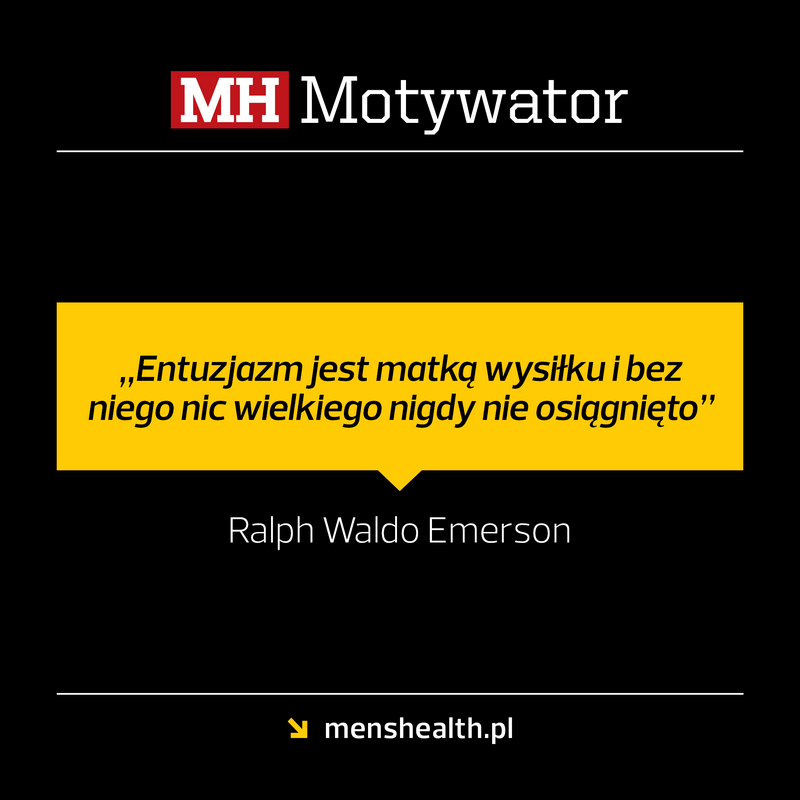 MH Motywator
„Entuzjazm jest matką wysiłku i bez
niego nic wielkiego nigdy nie osiągnięto”
Ralph Waldo Emerson
menshealth.pl